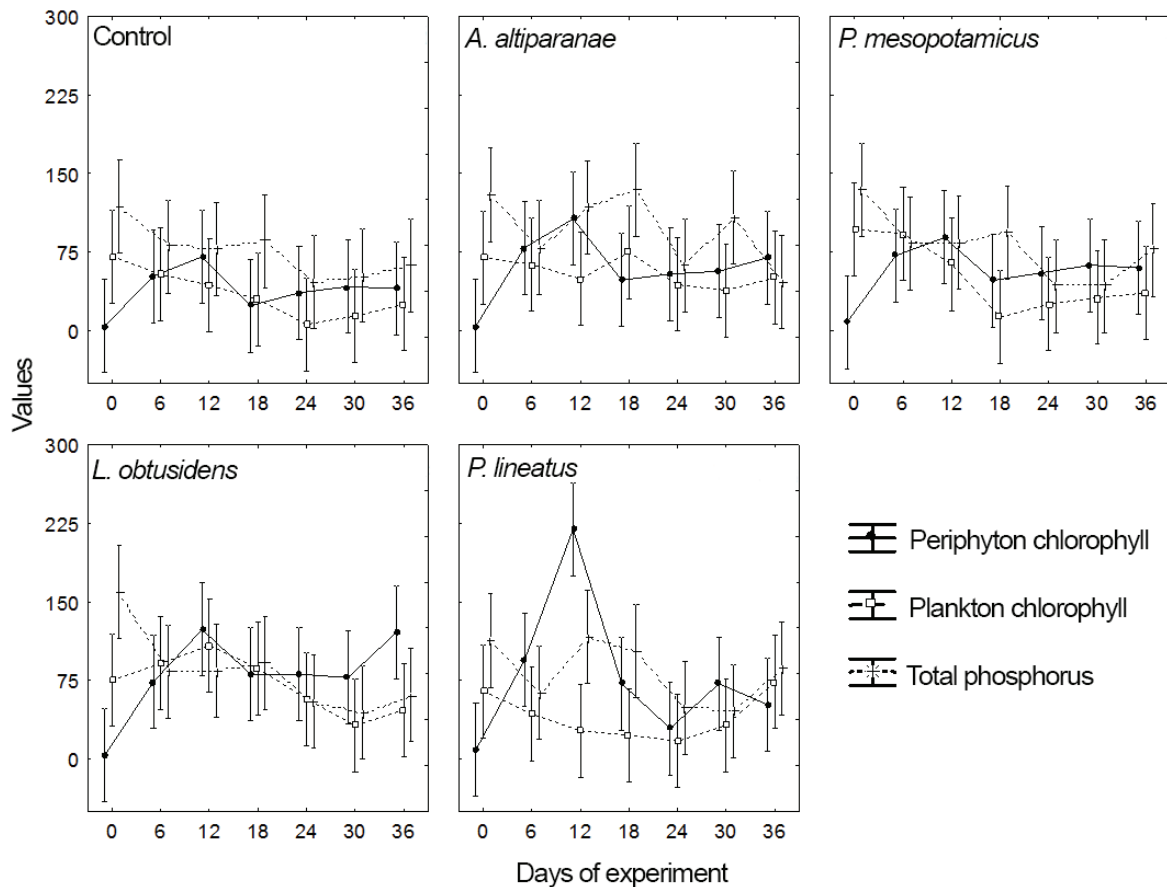 300
225
150
75
0
Control
A. altiparanae
P. mesopotamicus
0 6 12 18 24 30 36
0 6 12 18 24 30 36
0 6 12 18 24 30 36
Values
300
225
150
75
0
L. obtusidens
P. lineatus
0 6 12 18 24 30 36
0 6 12 18 24 30 36
Periphyton chlorophyll
Plankton chlorophyll
Total phosphorus
Days of experiment